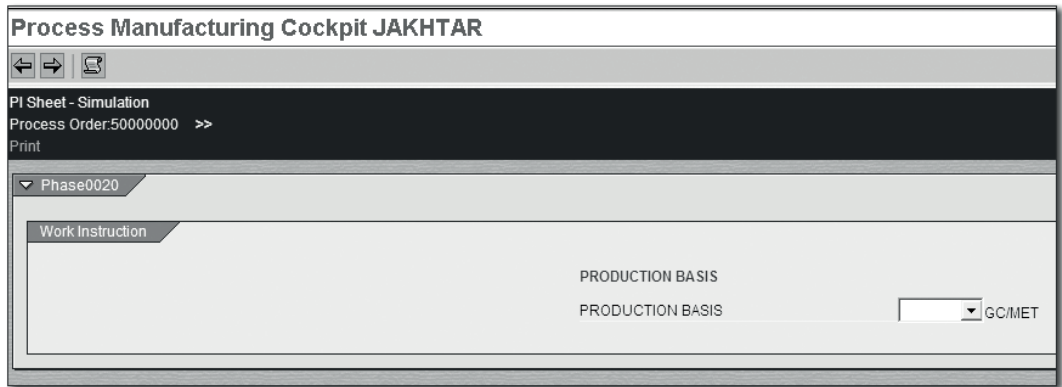 Process Manufacturing Cockpit JAKHTAR
PI Sheet - Simulation
Process Order:50000000 >>
Print
Phase0020
Work Instruction
PRODUCTION BASIS
PRODUCTION BASIS GC/MET